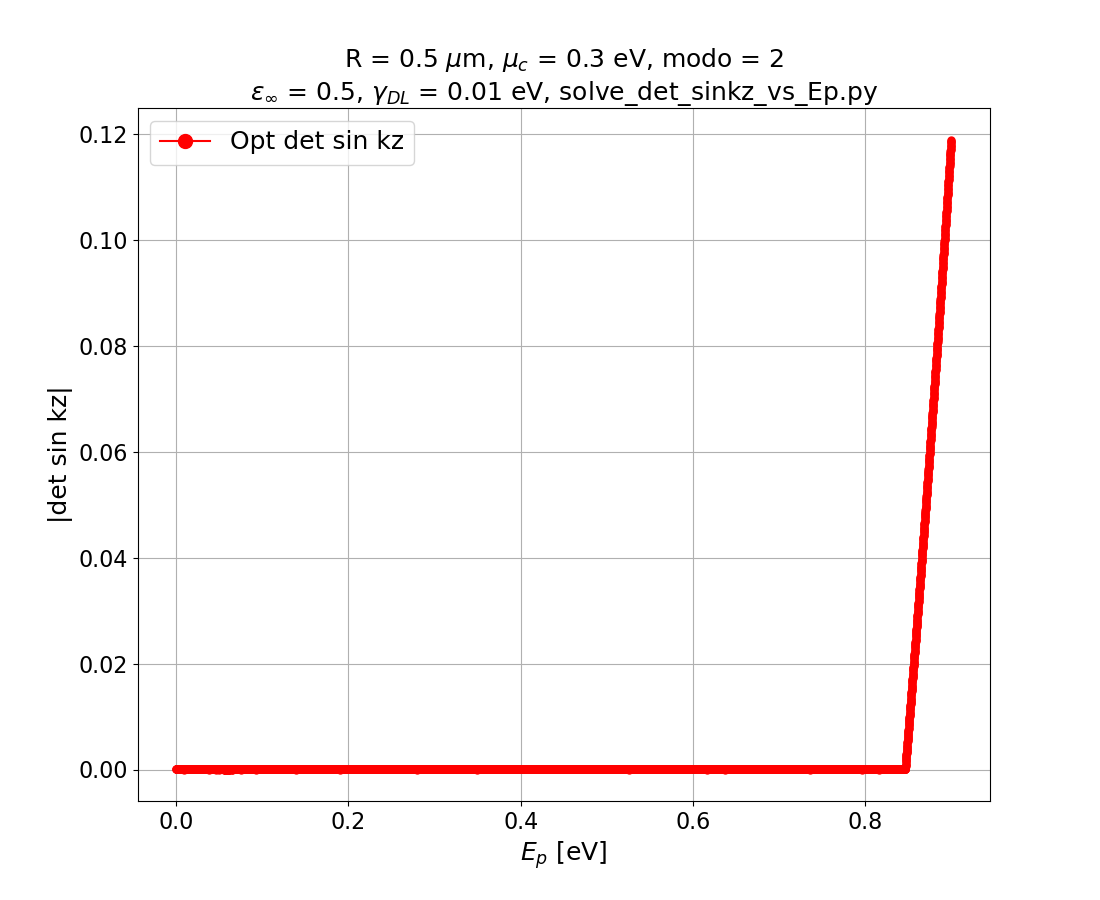 R = 0.5 μm, μ_c = 0.3 eV, modo = 2
ε_∞ = 0.5, γ_DL = 0.01 eV, solve_det_sinkz_vs_Ep.py
Opt det sin kz
|det sin kz|
0.12
0.10
0.08
0.06
0.04
0.02
0.00
0.0 0.2 0.4 0.6 0.8
E_p [eV]